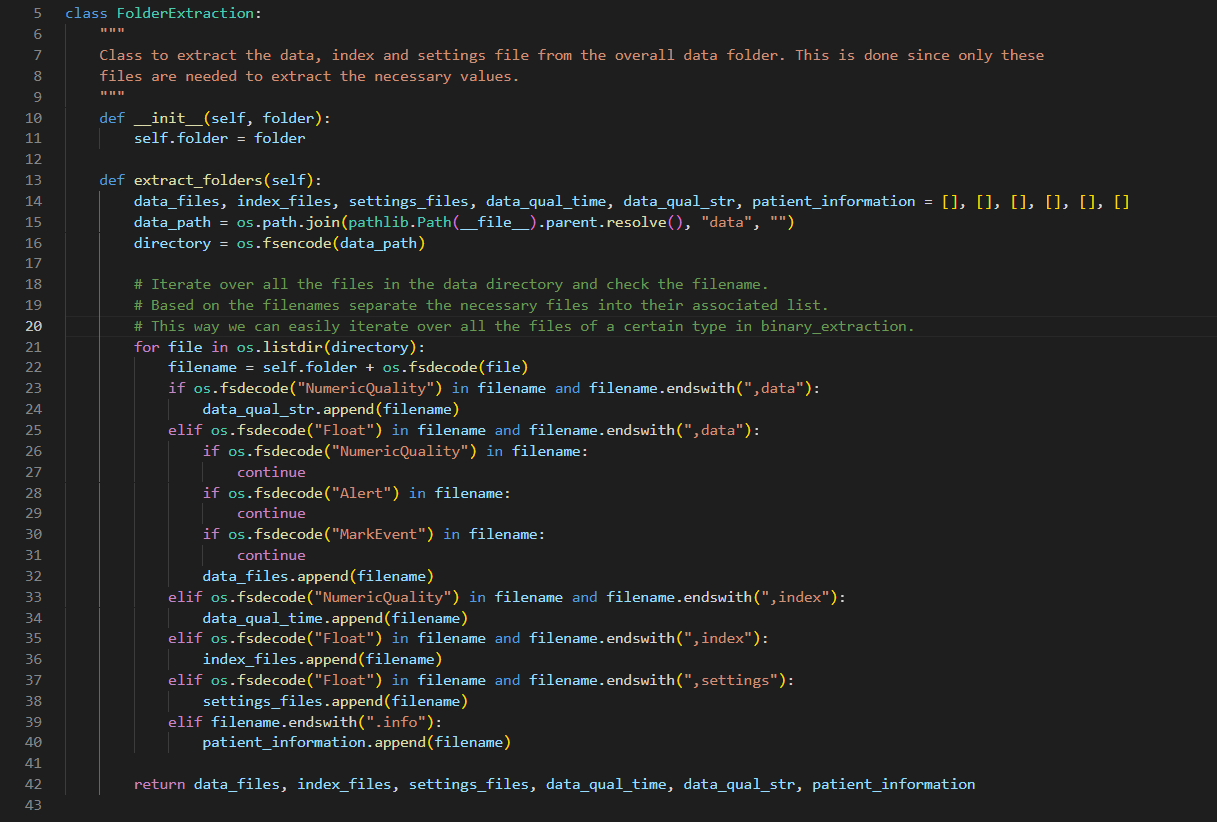 5 class FolderExtraction:
6     """
7     Class to extract the data, index and settings file from the overall data folder. This is done since only these
8     files are needed to extract the necessary values.
9     """
10     def __init__(self, folder):
11         self.folder = folder
12
13     def extract_folders(self):
14         data_files, index_files, settings_files, data_qual_time, data_qual_str, patient_information = [], [], [], [], [], []
15         data_path = os.path.join(pathlib.Path(__file__).parent.resolve(), "data", "")
16         directory = os.fsencode(data_path)
17
18         # Iterate over all the files in the data directory and check the filename.
19         # Based on the filenames separate the necessary files into their associated list.
20         # This way we can easily iterate over all the files of a certain type in binary_extraction.
21         for file in os.listdir(directory):
22             filename = self.folder + os.fsdecode(file)
23             if os.fsdecode("NumericQuality") in filename and filename.endswith(",data"):
24                 data_qual_str.append(filename)
25             elif os.fsdecode("Float") in filename and filename.endswith(",data"):
26                 if os.fsdecode("NumericQuality") in filename:
27                     continue
28                 if os.fsdecode("Alert") in filename:
29                     continue
30                 if os.fsdecode("MarkEvent") in filename:
31                     continue
32                 data_files.append(filename)
33             elif os.fsdecode("NumericQuality") in filename and filename.endswith(",index"):
34                 data_qual_time.append(filename)
35             elif os.fsdecode("Float") in filename and filename.endswith(",index"):
36                 index_files.append(filename)
37             elif os.fsdecode("Float") in filename and filename.endswith(",settings"):
38                 settings_files.append(filename)
39             elif filename.endswith(".info"):
40                 patient_information.append(filename)
41
42         return data_files, index_files, settings_files, data_qual_time, data_qual_str, patient_information
43